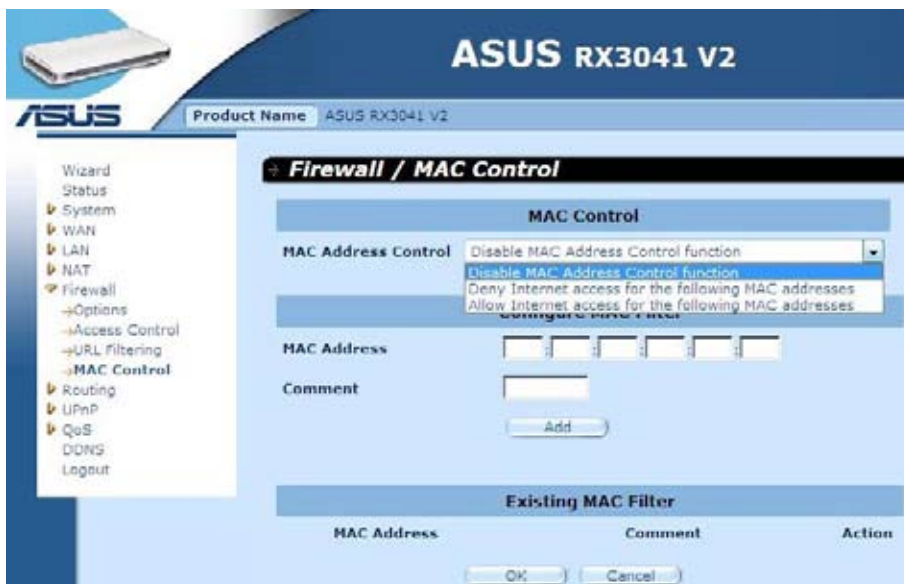 ASUS RX3041 V2
ASUS
Product Name ASUS RX3041 V2
Wizard
Status
System
WAN
LAN
NAT
Firewall
Options
Access Control
URL Filtering
MAC Control
Routing
UPnP
QoS
DDNS
Logout
Firewall / MAC Control
MAC Control
MAC Address Control Disable MAC Address Control function
Disable MAC Address Control function
Deny Internet access for the following MAC addresses
Allow Internet access for the following MAC addresses
Configure MAC Filter
MAC Address : : : : :
Comment
Add
Existing MAC Filter
MAC Address Comment Action
OK Cancel